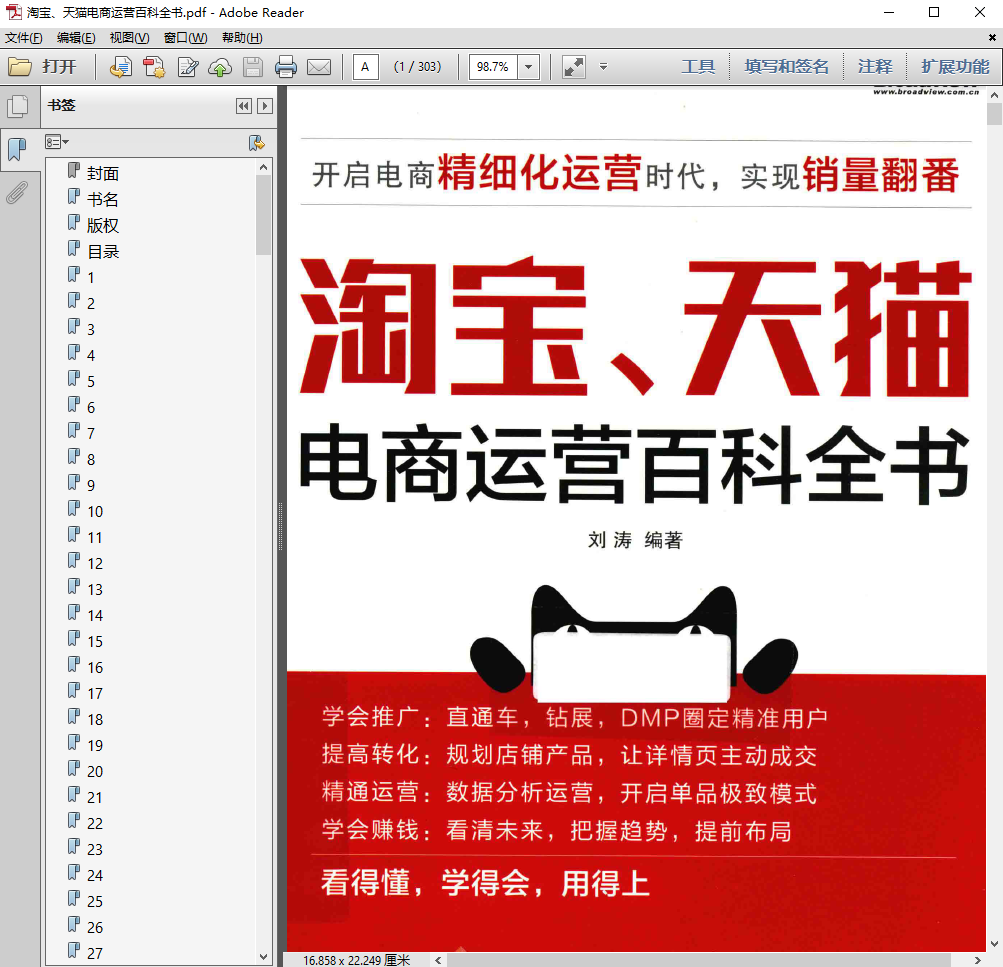 淘宝、天猫电商运营百科全书.pdf - Adobe Reader
文件(F) 编辑(E) 视图(V) 窗口(W) 帮助(H)
打开 A (1 / 303) 98.7% 工具 填写和签名 注释 扩展功能
书签
封面
书名
版权
目录
1
2
3
4
5
6
7
8
9
10
11
12
13
14
15
16
17
18
19
20
21
22
23
24
25
26
27
www.broadview.com.cn
开启电商精细化运营时代，实现销量翻番
淘宝、天猫
电商运营百科全书
刘 涛 编著
学会推广：直通车，钻展，DMP圈定精准用户
提高转化：规划店铺产品，让详情页主动成交
精通运营：数据分析运营，开启单品极致模式
学会赚钱：看清未来，把握趋势，提前布局
看得懂，学得会，用得上
16.858 x 22.249 厘米